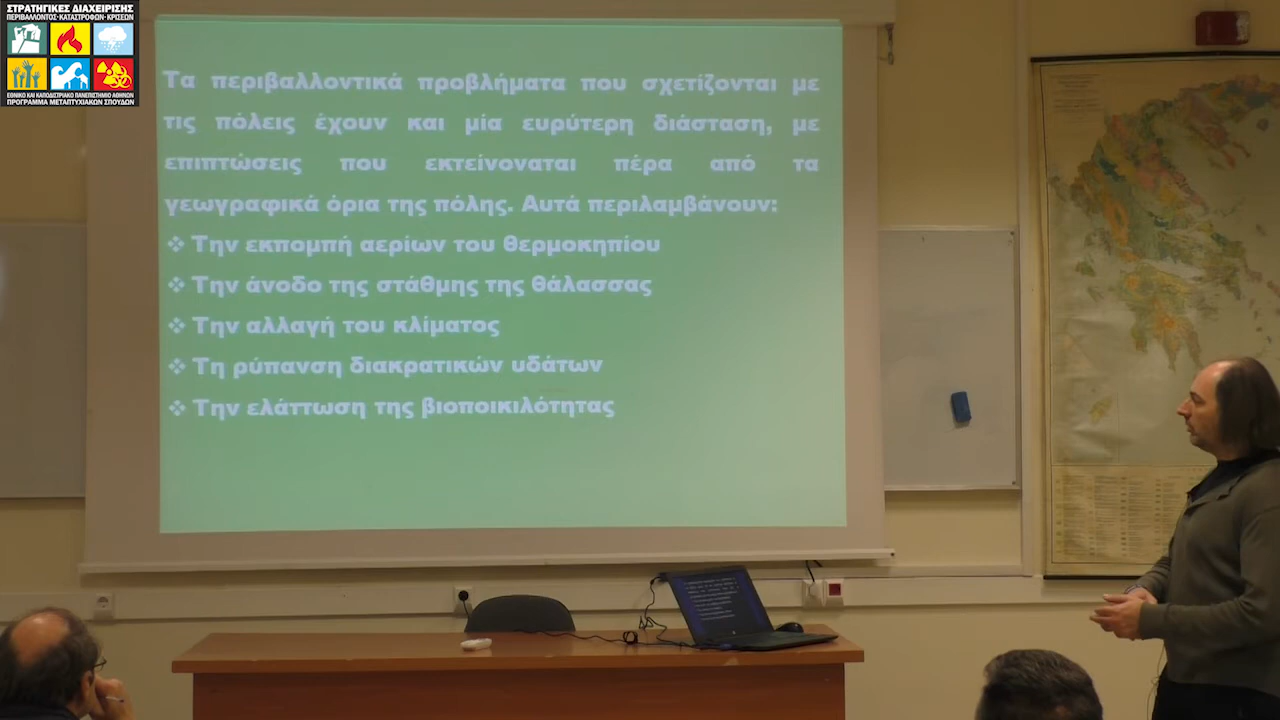 ΣΤΡΑΤΗΓΙΚΕΣ ΔΙΑΧΕΙΡΙΣΗΣ
ΠΕΡΙΒΑΛΛΟΝΤΟΣ·ΚΑΤΑΣΤΡΟΦΩΝ·ΚΡΙΣΕΩΝ
ΕΘΝΙΚΟ ΚΑΙ ΚΑΠΟΔΙΣΤΡΙΑΚΟ ΠΑΝΕΠΙΣΤΗΜΙΟ ΑΘΗΝΩΝ
ΠΡΟΓΡΑΜΜΑ ΜΕΤΑΠΤΥΧΙΑΚΩΝ ΣΠΟΥΔΩΝ
Τα περιβαλλοντικά προβλήματα που σχετίζονται με
τις πόλεις έχουν και μία ευρύτερη διάσταση, με
επιπτώσεις που εκτείνοναται πέρα από τα
γεωγραφικά όρια της πόλης. Αυτά περιλαμβάνουν:
❖ Την εκπομπή αερίων του θερμοκηπίου
❖ Την άνοδο της στάθμης της θάλασσας
❖ Την αλλαγή του κλίματος
❖ Τη ρύπανση διακρατικών υδάτων
❖ Την ελάττωση της βιοποικιλότητας